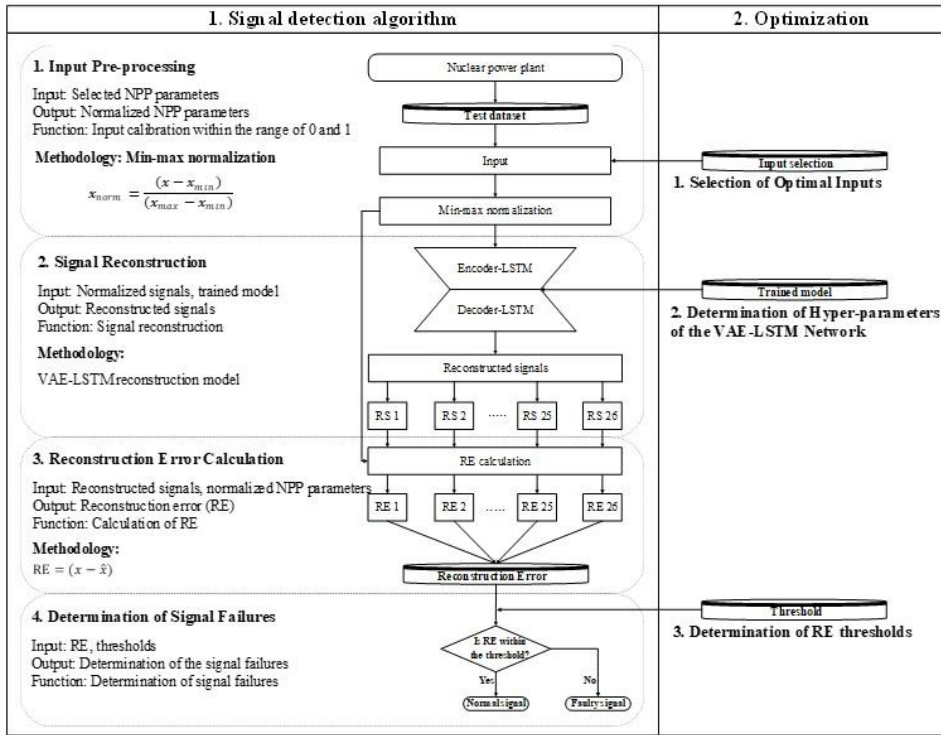 1. Signal detection algorithm
2. Optimization
1. Input Pre-processing
Input: Selected NPP parameters
Output: Normalized NPP parameters
Function: Input calibration within the range of 0 and 1
Methodology: Min-max normalization
x_norm = (x − x_min) / (x_max − x_min)
Nuclear power plant
Test dataset
Input
Min-max normalization
Input selection
1. Selection of Optimal Inputs
2. Signal Reconstruction
Input: Normalized signals, trained model
Output: Reconstructed signals
Function: Signal reconstruction
Methodology:
VAE-LSTM reconstruction model
Encoder-LSTM
Decoder-LSTM
Reconstructed signals
RS 1 RS 2 ..... RS 25 RS 26
Trained model
2. Determination of Hyper-parameters
of the VAE-LSTM Network
3. Reconstruction Error Calculation
Input: Reconstructed signals, normalized NPP parameters
Output: Reconstruction error (RE)
Function: Calculation of RE
Methodology:
RE = (x − x̂)
RE calculation
RE 1 RE 2 ..... RE 25 RE 26
Reconstruction Error
4. Determination of Signal Failures
Input: RE, thresholds
Output: Determination of the signal failures
Function: Determination of signal failures
Is RE within
the threshold?
Yes
No
Normal signal
Faulty signal
Threshold
3. Determination of RE thresholds